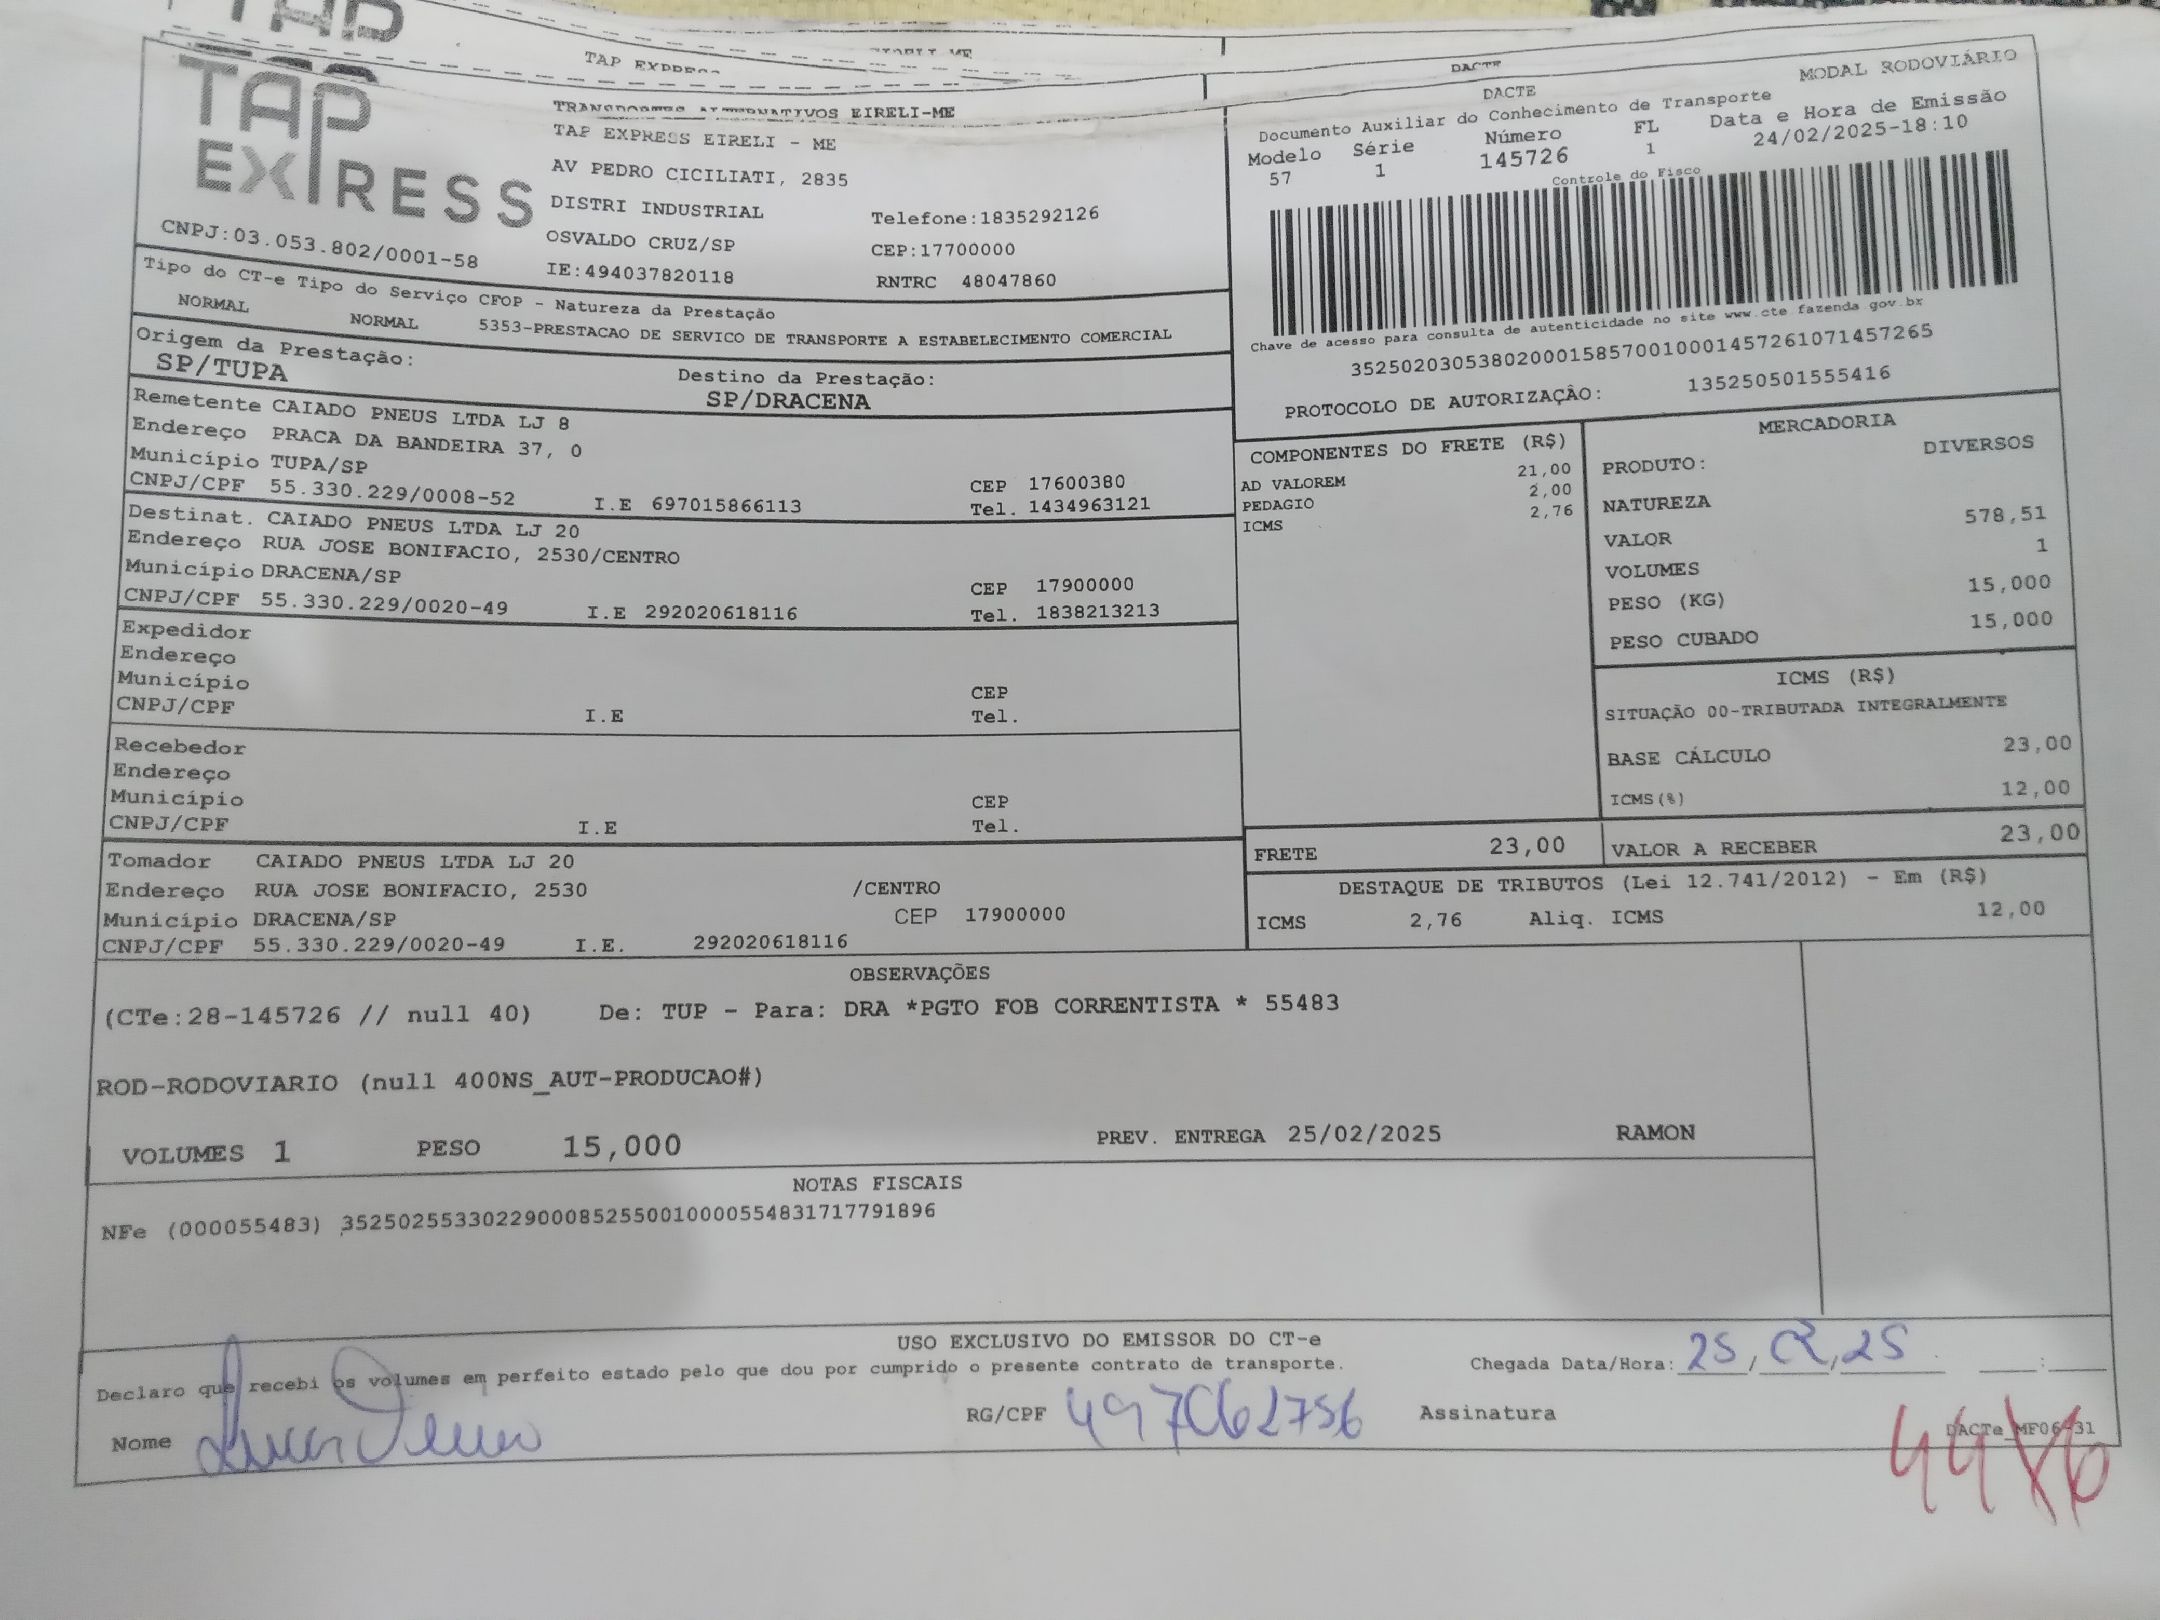 TAP
TAP
EXPRESS
CNPJ:03.053.802/0001-58
TAP EXPRESS
EIRELI ME
TRANSPORTES ALTERNATIVOS EIRELI-ME
TAP EXPRESS EIRELI - ME
AV PEDRO CICILIATI, 2835
DISTRI INDUSTRIAL
Telefone:1835292126
OSVALDO CRUZ/SP
CEP:17700000
IE:494037820118
RNTRC 48047860
DACTE
DACTE
MODAL RODOVIÁRIO
Documento Auxiliar do Conhecimento de Transporte
Modelo Série Número FL Data e Hora de Emissão
57 1 145726 1 24/02/2025-18:10
Controle do Fisco
Chave de acesso para consulta de autenticidade no site www.cte.fazenda gov.br
35250203053802000158570010001457261071457265
PROTOCOLO DE AUTORIZAÇÃO: 135250501555416
Tipo do CT-e Tipo do Serviço CFOP - Natureza da Prestação
NORMAL NORMAL 5353-PRESTACAO DE SERVICO DE TRANSPORTE A ESTABELECIMENTO COMERCIAL
Origem da Prestação:
SP/TUPA
Destino da Prestação:
SP/DRACENA
Remetente CAIADO PNEUS LTDA LJ 8
Endereço PRACA DA BANDEIRA 37, 0
Município TUPA/SP CEP 17600380
CNPJ/CPF 55.330.229/0008-52 I.E 697015866113 Tel. 1434963121
Destinat. CAIADO PNEUS LTDA LJ 20
Endereço RUA JOSE BONIFACIO, 2530/CENTRO
Município DRACENA/SP CEP 17900000
CNPJ/CPF 55.330.229/0020-49 I.E 292020618116 Tel. 1838213213
Expedidor
Endereço
Município CEP
CNPJ/CPF I.E Tel.
Recebedor
Endereço
Município CEP
CNPJ/CPF I.E Tel.
Tomador CAIADO PNEUS LTDA LJ 20
Endereço RUA JOSE BONIFACIO, 2530 /CENTRO
Município DRACENA/SP CEP 17900000
CNPJ/CPF 55.330.229/0020-49 I.E. 292020618116
COMPONENTES DO FRETE (R$)
21,00
AD VALOREM 2,00
PEDAGIO 2,76
ICMS
MERCADORIA
PRODUTO: DIVERSOS
NATUREZA
VALOR 578,51
VOLUMES 1
PESO (KG) 15,000
PESO CUBADO 15,000
ICMS (R$)
SITUAÇÃO 00-TRIBUTADA INTEGRALMENTE
BASE CÁLCULO 23,00
ICMS(%) 12,00
FRETE 23,00 VALOR A RECEBER 23,00
DESTAQUE DE TRIBUTOS (Lei 12.741/2012) - Em (R$)
ICMS 2,76 Aliq. ICMS 12,00
OBSERVAÇÕES
(CTe:28-145726 // null 40) De: TUP - Para: DRA *PGTO FOB CORRENTISTA * 55483
ROD-RODOVIARIO (null 400NS_AUT-PRODUCAO#)
VOLUMES 1 PESO 15,000 PREV. ENTREGA 25/02/2025 RAMON
NOTAS FISCAIS
NFe (000055483) 35250255330229000852550010000554831717791896
USO EXCLUSIVO DO EMISSOR DO CT-e
Declaro que recebi os volumes em perfeito estado pelo que dou por cumprido o presente contrato de transporte. Chegada Data/Hora: 25/02/25 :
Nome RG/CPF 497062756 Assinatura
DACTe_MF06